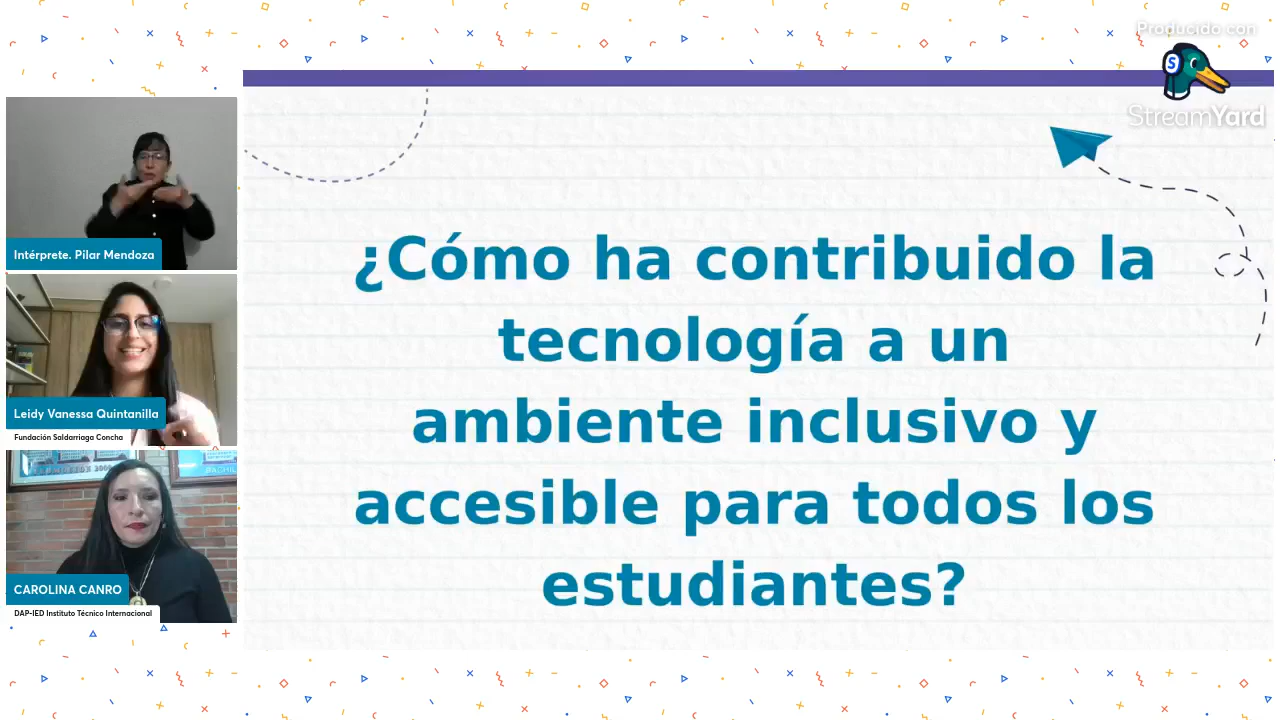 Producido con
StreamYard
Intérprete. Pilar Mendoza
Leidy Vanessa Quintanilla
Fundación Saldarriaga Concha
CAROLINA CANRO
DAP-IED Instituto Técnico Internacional
¿Cómo ha contribuido la
tecnología a un
ambiente inclusivo y
accesible para todos los
estudiantes?